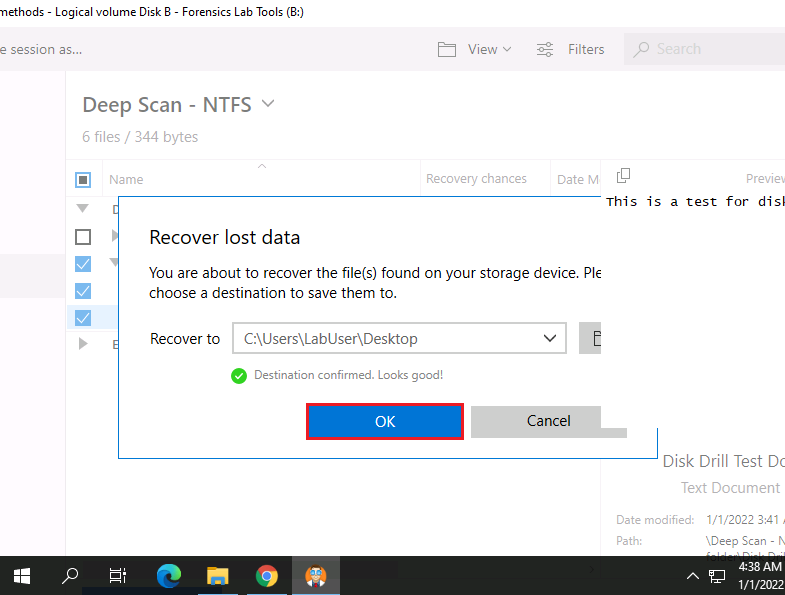 methods - Logical volume Disk B - Forensics Lab Tools (B:)
e session as...
View
Filters
Search
Deep Scan - NTFS
6 files / 344 bytes
Name
Recovery chances
Date M
Preview
This is a test for disk
Recover lost data
You are about to recover the file(s) found on your storage device. Ple
choose a destination to save them to.
Recover to
C:\Users\LabUser\Desktop
Destination confirmed. Looks good!
OK
Cancel
Disk Drill Test Do
Text Document
Date modified:
1/1/2022 3:41 A
Path:
\Deep Scan - N
folder\Disk Dril
4:38 AM
1/1/2022